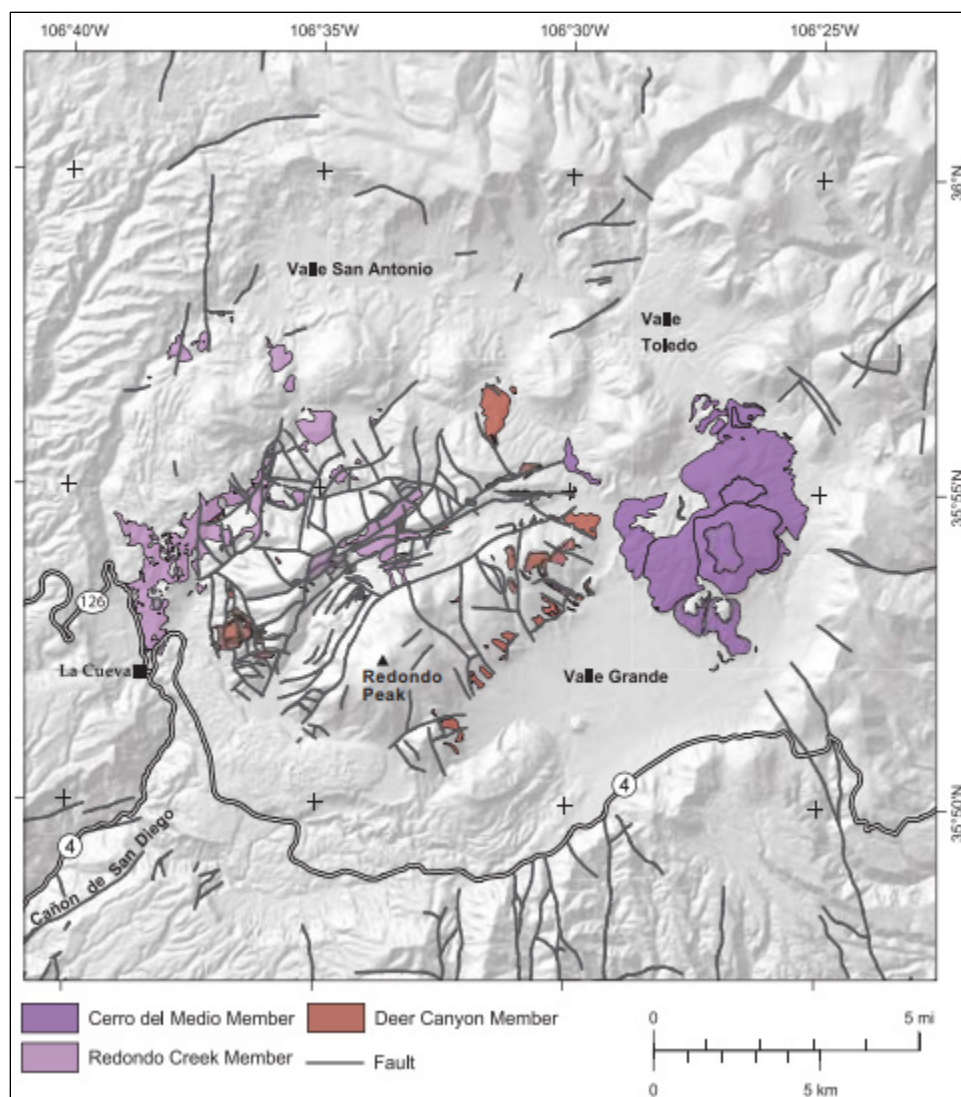 106°40'W
106°35'W
106°30'W
106°25'W
36°N
Valle San Antonio
Valle
Toledo
35°55'N
126
La Cueva
Redondo
Peak
Valle Grande
4
35°50'N
4
Cañon de San Diego
Cerro del Medio Member
Deer Canyon Member
0
5 mi
Redondo Creek Member
Fault
0
5 km